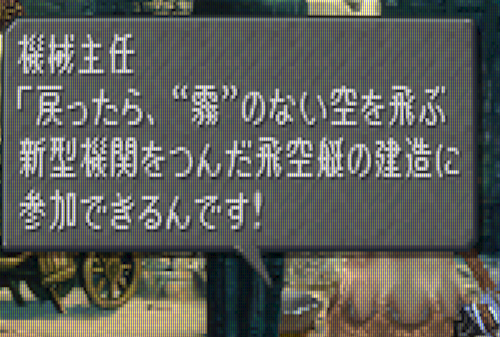 機械主任
「戻ったら、“霧”のない空を飛ぶ
新型機関をつんだ飛空艇の建造に
参加できるんです!